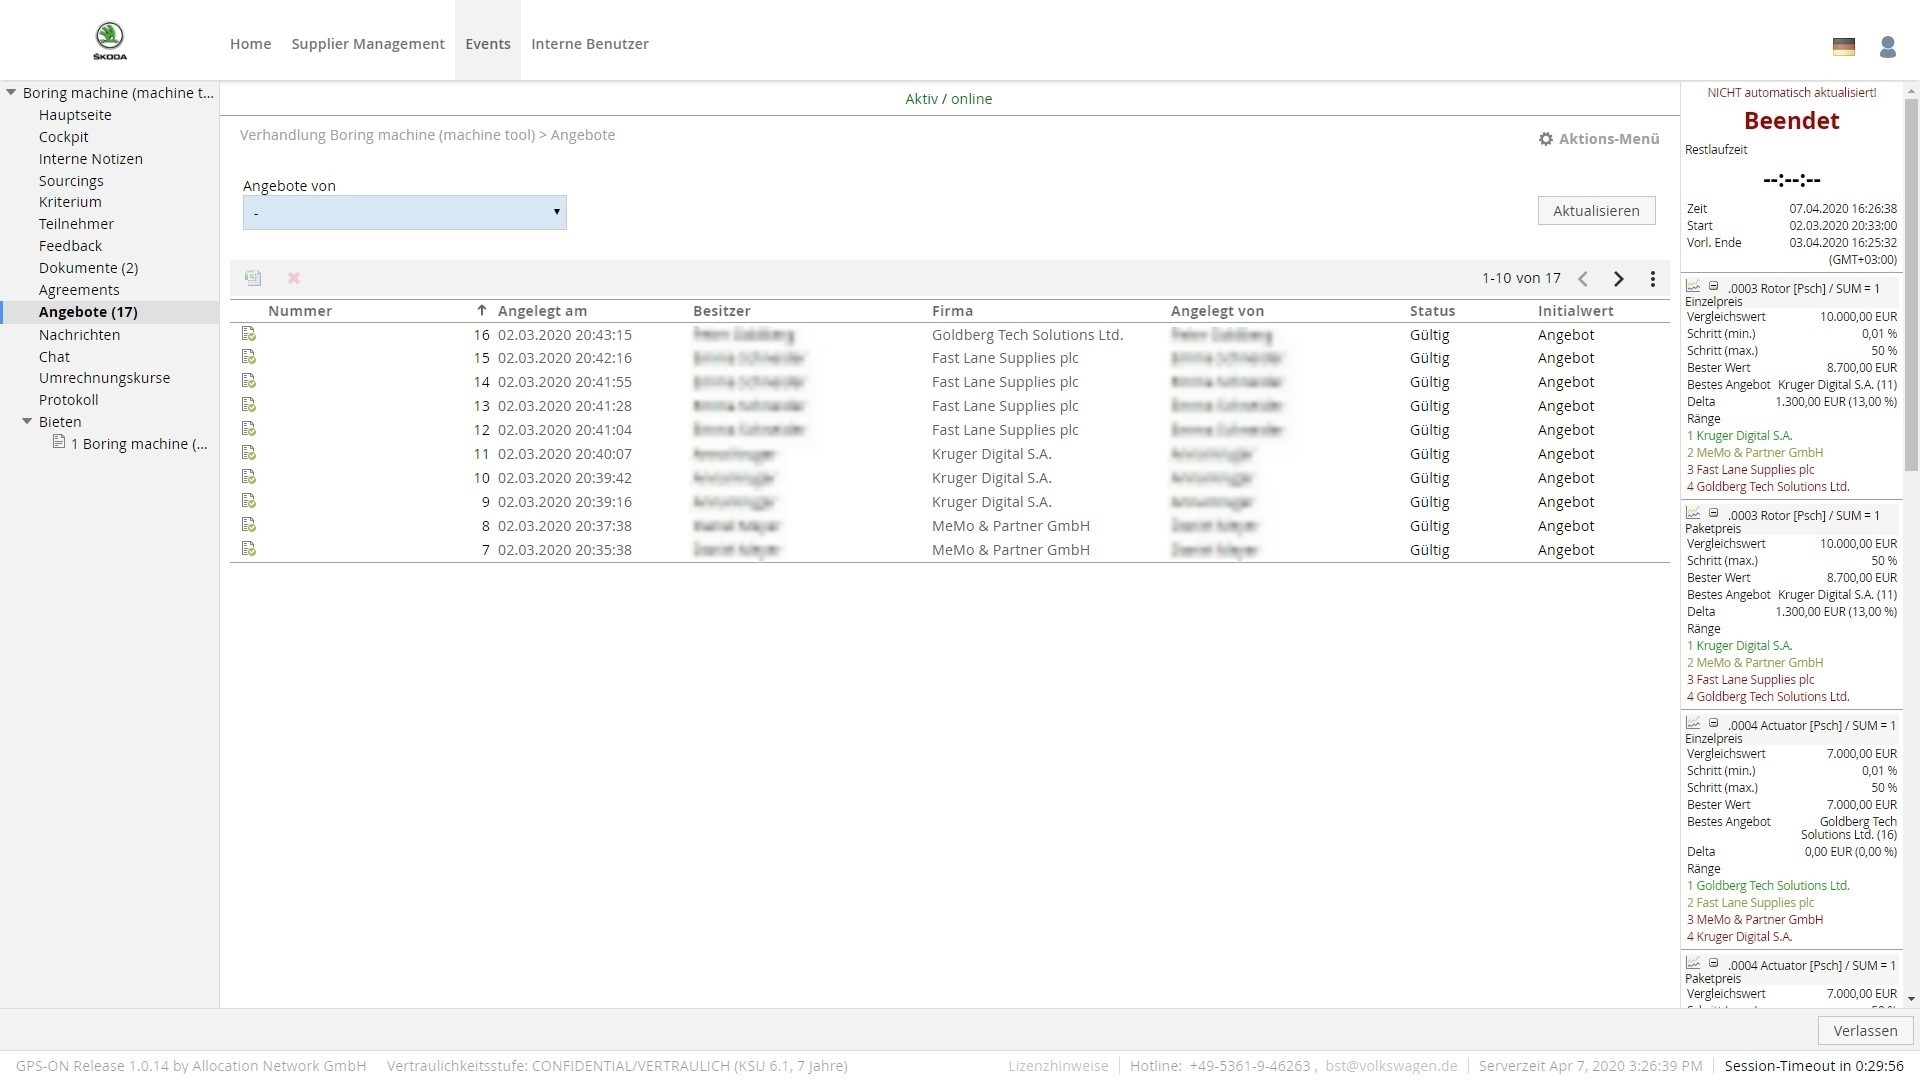 ŠKODA
Home Supplier Management Events Interne Benutzer
Boring machine (machine t...
Hauptseite
Cockpit
Interne Notizen
Sourcings
Kriterium
Teilnehmer
Feedback
Dokumente (2)
Agreements
Angebote (17)
Nachrichten
Chat
Umrechnungskurse
Protokoll
Bieten
1 Boring machine (...
Aktiv / online
Verhandlung Boring machine (machine tool) > Angebote
Aktions-Menü
Angebote von
-
Aktualisieren
1-10 von 17
Nummer Angelegt am Besitzer Firma Angelegt von Status Initialwert
16 02.03.2020 20:43:15 Goldberg Tech Solutions Ltd. Gültig Angebot
15 02.03.2020 20:42:16 Fast Lane Supplies plc Gültig Angebot
14 02.03.2020 20:41:55 Fast Lane Supplies plc Gültig Angebot
13 02.03.2020 20:41:28 Fast Lane Supplies plc Gültig Angebot
12 02.03.2020 20:41:04 Fast Lane Supplies plc Gültig Angebot
11 02.03.2020 20:40:07 Kruger Digital S.A. Gültig Angebot
10 02.03.2020 20:39:42 Kruger Digital S.A. Gültig Angebot
9 02.03.2020 20:39:16 Kruger Digital S.A. Gültig Angebot
8 02.03.2020 20:37:38 MeMo & Partner GmbH Gültig Angebot
7 02.03.2020 20:35:38 MeMo & Partner GmbH Gültig Angebot
NICHT automatisch aktualisiert!
Beendet
Restlaufzeit
--:--:--
Zeit 07.04.2020 16:26:38
Start 02.03.2020 20:33:00
Vorl. Ende 03.04.2020 16:25:32
(GMT+03:00)
.0003 Rotor [Psch] / SUM = 1
Einzelpreis
Vergleichswert 10.000,00 EUR
Schritt (min.) 0,01 %
Schritt (max.) 50 %
Bester Wert 8.700,00 EUR
Bestes Angebot Kruger Digital S.A. (11)
Delta 1.300,00 EUR (13,00 %)
Ränge
1 Kruger Digital S.A.
2 MeMo & Partner GmbH
3 Fast Lane Supplies plc
4 Goldberg Tech Solutions Ltd.
.0003 Rotor [Psch] / SUM = 1
Paketpreis
Vergleichswert 10.000,00 EUR
Schritt (max.) 50 %
Bester Wert 8.700,00 EUR
Bestes Angebot Kruger Digital S.A. (11)
Delta 1.300,00 EUR (13,00 %)
Ränge
1 Kruger Digital S.A.
2 MeMo & Partner GmbH
3 Fast Lane Supplies plc
4 Goldberg Tech Solutions Ltd.
.0004 Actuator [Psch] / SUM = 1
Einzelpreis
Vergleichswert 7.000,00 EUR
Schritt (min.) 0,01 %
Schritt (max.) 50 %
Bester Wert 7.000,00 EUR
Bestes Angebot Goldberg Tech
Solutions Ltd. (16)
Delta 0,00 EUR (0,00 %)
Ränge
1 Goldberg Tech Solutions Ltd.
2 Fast Lane Supplies plc
3 MeMo & Partner GmbH
4 Kruger Digital S.A.
.0004 Actuator [Psch] / SUM = 1
Paketpreis
Vergleichswert 7.000,00 EUR
Verlassen
GPS-ON Release 1.0.14 by Allocation Network GmbH Vertraulichkeitsstufe: CONFIDENTIAL/VERTRAULICH (KSU 6.1, 7 Jahre) Lizenzhinweise Hotline: +49-5361-9-46263 , bst@volkswagen.de Serverzeit Apr 7, 2020 3:26:39 PM Session-Timeout in 0:29:56